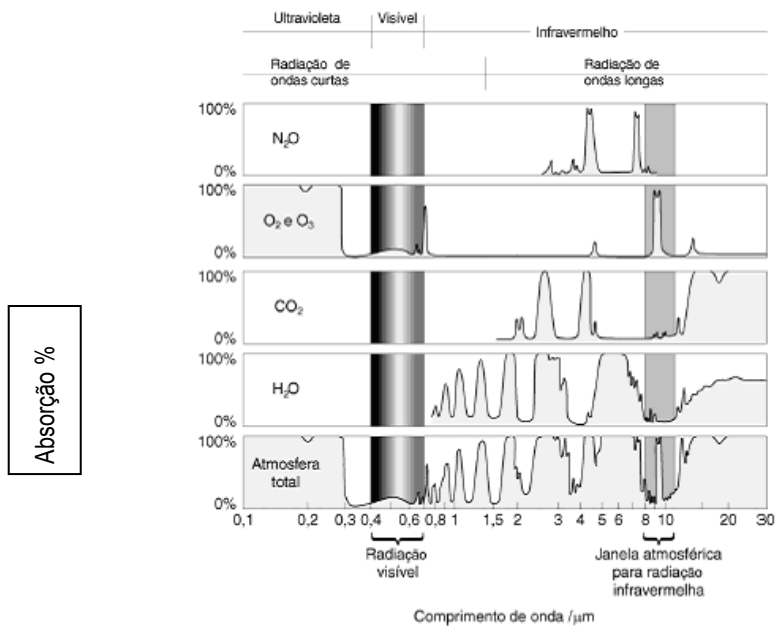 Ultravioleta Visível Infravermelho
Radiação de
ondas curtas
Radiação de
ondas longas
100%
N₂O
0%
100%
O₂ e O₃
0%
100%
CO₂
0%
100%
H₂O
0%
100%
Atmosfera
total
0%
Absorção %
0,1 0,2 0,3 0,4 0,6 0,8 1 1,5 2 3 4 5 6 8 10 20 30
Radiação
visível
Janela atmosférica
para radiação
infravermelha
Comprimento de onda /μm